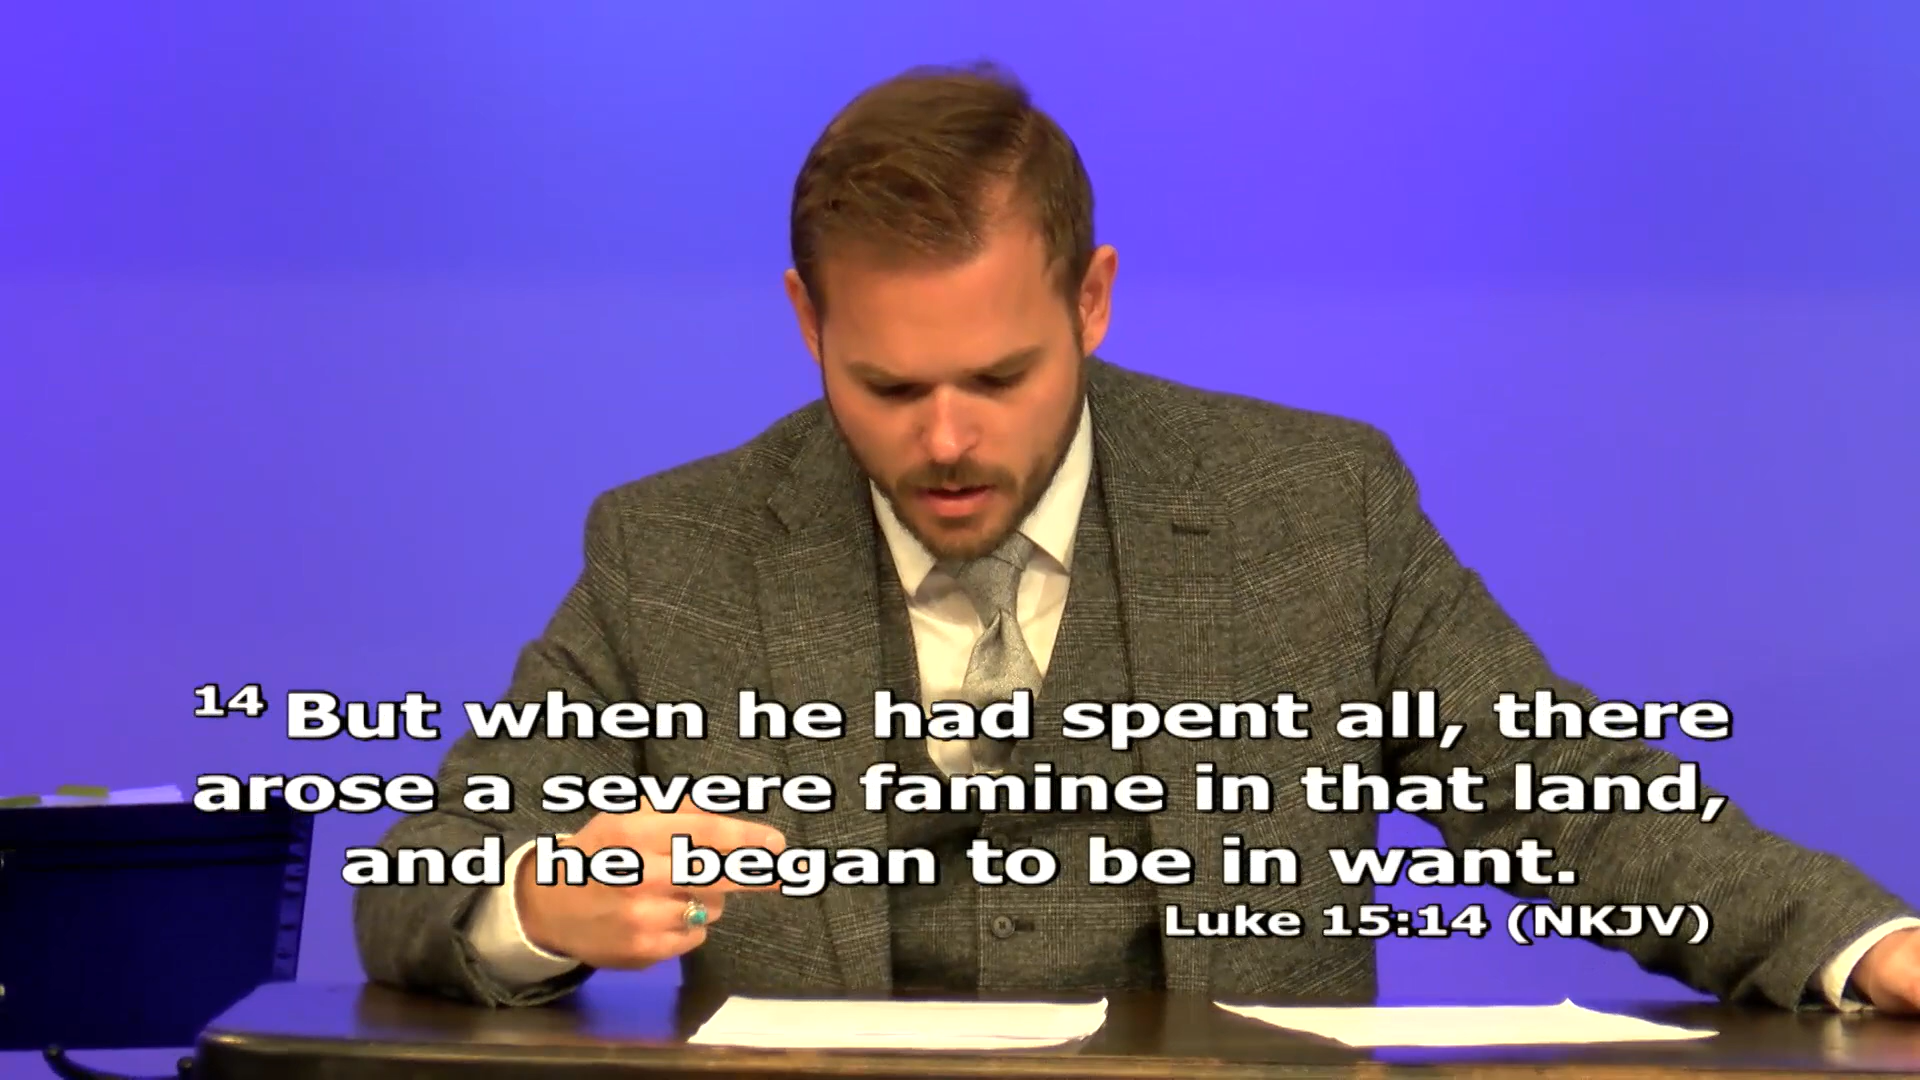 14 But when he had spent all, there
arose a severe famine in that land,
and he began to be in want.
Luke 15:14 (NKJV)